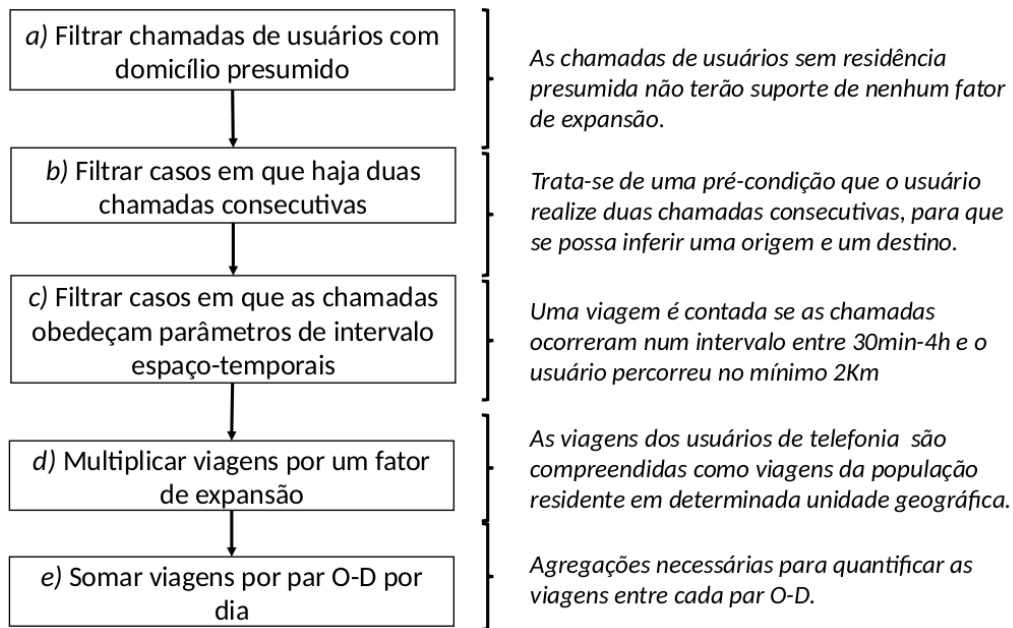 a) Filtrar chamadas de usuários com
domicílio presumido
As chamadas de usuários sem residência
presumida não terão suporte de nenhum fator
de expansão.
b) Filtrar casos em que haja duas
chamadas consecutivas
Trata-se de uma pré-condição que o usuário
realize duas chamadas consecutivas, para que
se possa inferir uma origem e um destino.
c) Filtrar casos em que as chamadas
obedeçam parâmetros de intervalo
espaço-temporais
Uma viagem é contada se as chamadas
ocorreram num intervalo entre 30min-4h e o
usuário percorreu no mínimo 2Km
d) Multiplicar viagens por um fator
de expansão
As viagens dos usuários de telefonia  são
compreendidas como viagens da população
residente em determinada unidade geográfica.
e) Somar viagens por par O-D por
dia
Agregações necessárias para quantificar as
viagens entre cada par O-D.